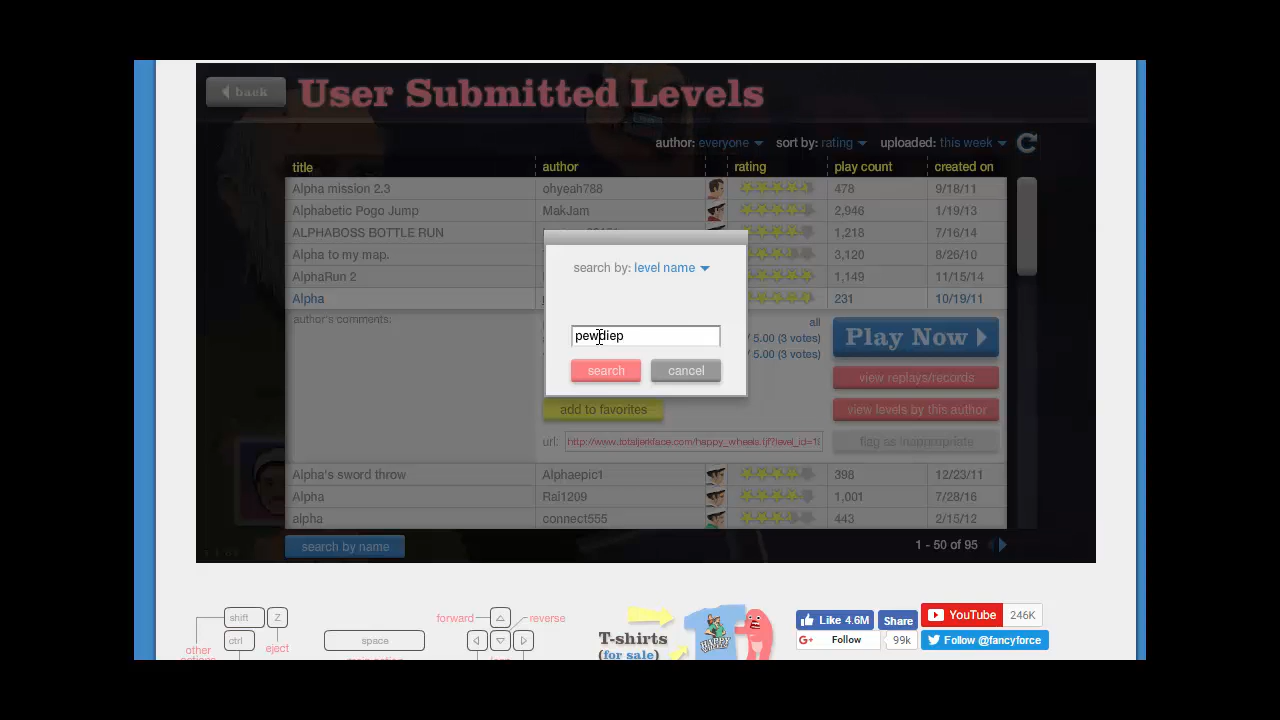 back
User Submitted Levels
author: everyone sort by: rating uploaded: this week
title author rating play count created on
Alpha mission 2.3 ohyeah788 478 9/18/11
Alphabetic Pogo Jump MakJam 2,946 1/19/13
ALPHABOSS BOTTLE RUN 1,218 7/16/14
Alpha to my map. 3,120 8/26/10
AlphaRun 2 1,149 11/15/14
Alpha 231 10/19/11
search by: level name
pewdiep
search cancel
author's comments:
all
/ 5.00 (3 votes)
/ 5.00 (3 votes)
Play Now
view replays/records
add to favorites
view levels by this author
url: http://www.totaljerkface.com/happy_wheels.tjf?level_id=1
flag as inappropriate
Alpha's sword throw Alphaepic1 398 12/23/11
Alpha Ral1209 1,001 7/28/16
alpha connect555 443 2/15/12
search by name
1 - 50 of 95
shift Z
ctrl
eject
other
space
forward reverse
T-shirts
(for sale)
HAPPY
Like 4.6M Share
Follow 99k
YouTube 246K
Follow @fancyforce